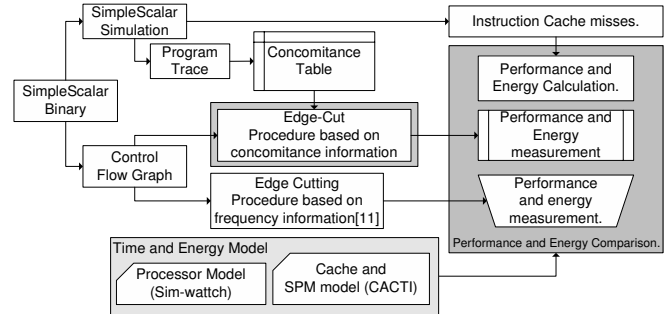 SimpleScalar
Simulation
Instruction Cache misses.
Program
Trace
Concomitance
Table
SimpleScalar
Binary
Performance and
Energy Calculation.
Edge-Cut
Procedure based on
concomitance information
Performance and
Energy
measurement
Control
Flow Graph
Edge Cutting
Procedure based on
frequency information[11]
Performance
and energy
measurement.
Performance and Energy Comparison.
Time and Energy Model
Processor Model
(Sim-wattch)
Cache and
SPM model (CACTI)